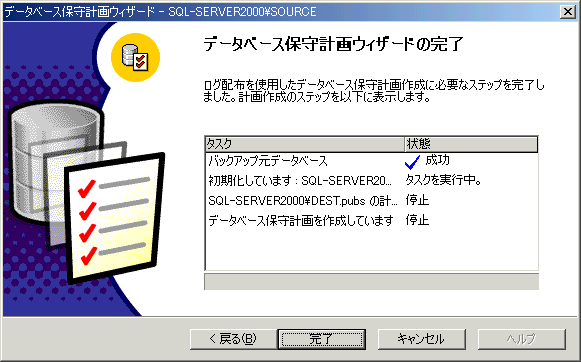 データベース保守計画ウィザード - SQL-SERVER2000¥SOURCE
データベース保守計画ウィザードの完了
ログ配布を使用したデータベース保守計画作成に必要なステップを完了し
ました。計画作成のステップを以下に表示します。
タスク 状態
バックアップ元データベース 成功
初期化しています : SQL-SERVER20... タスクを実行中。
SQL-SERVER2000¥DEST.pubs の計... 停止
データベース保守計画を作成しています 停止
< 戻る(B) 完了 キャンセル ヘルプ